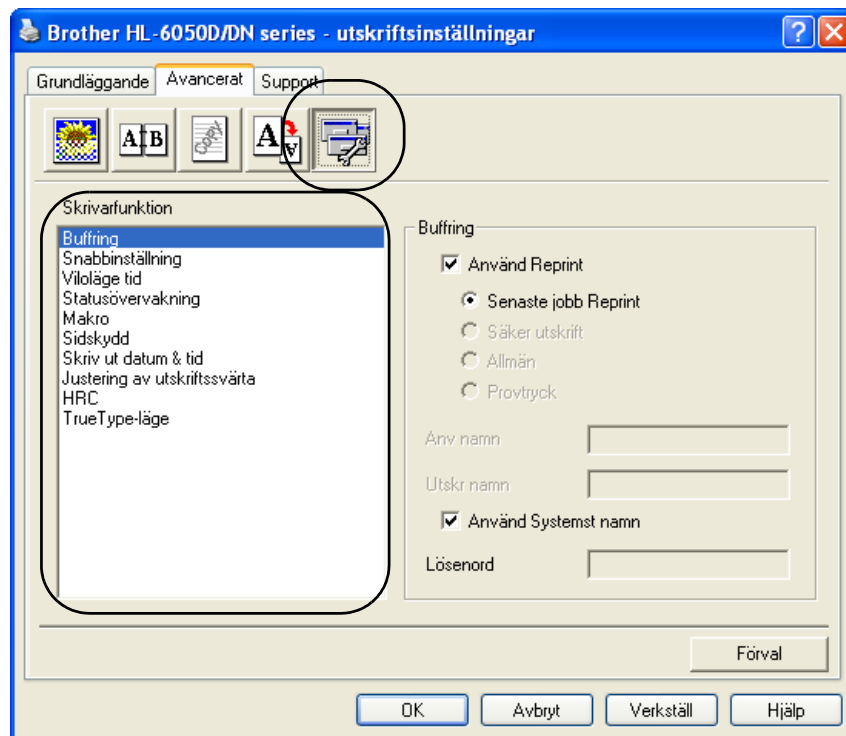 Brother HL-6050D/DN series - utskriftsinställningar
Grundläggande Avancerat Support
A B COPY A A
Skrivarfunktion
Buffring
Snabbinställning
Viloläge tid
Statusövervakning
Makro
Sidskydd
Skriv ut datum & tid
Justering av utskriftssvärta
HRC
TrueType-läge
Buffring
Använd Reprint
Senaste jobb Reprint
Säker utskrift
Allmän
Provtryck
Anv namn
Utskr namn
Använd Systemst namn
Lösenord
Förval
OK Avbryt Verkställ Hjälp